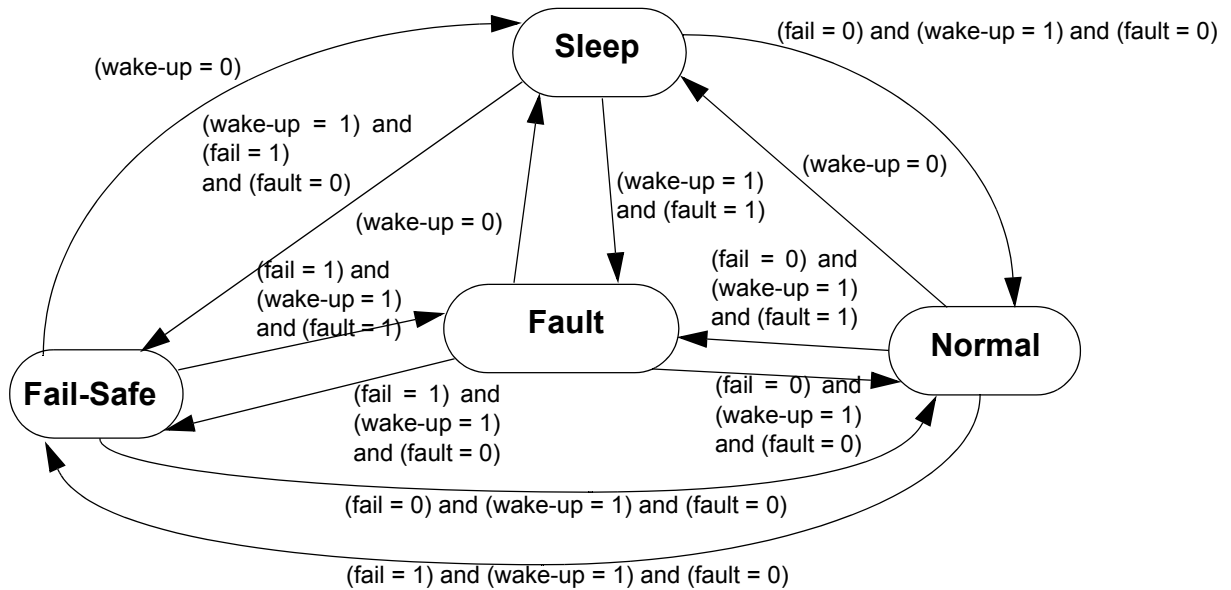 Sleep
(fail = 0) and (wake-up = 1) and (fault = 0)
(wake-up = 0)
(wake-up = 1) and
(fail = 1)
and (fault = 0)
(wake-up = 0)
(wake-up = 1)
and (fault = 1)
(wake-up = 0)
(fail = 1) and
(wake-up = 1)
and (fault = 1)
(fail = 0) and
(wake-up = 1)
and (fault = 1)
Fault
Normal
Fail-Safe
(fail = 1) and
(wake-up = 1)
and (fault = 0)
(fail = 0) and
(wake-up = 1)
and (fault = 0)
(fail = 0) and (wake-up = 1) and (fault = 0)
(fail = 1) and (wake-up = 1) and (fault = 0)